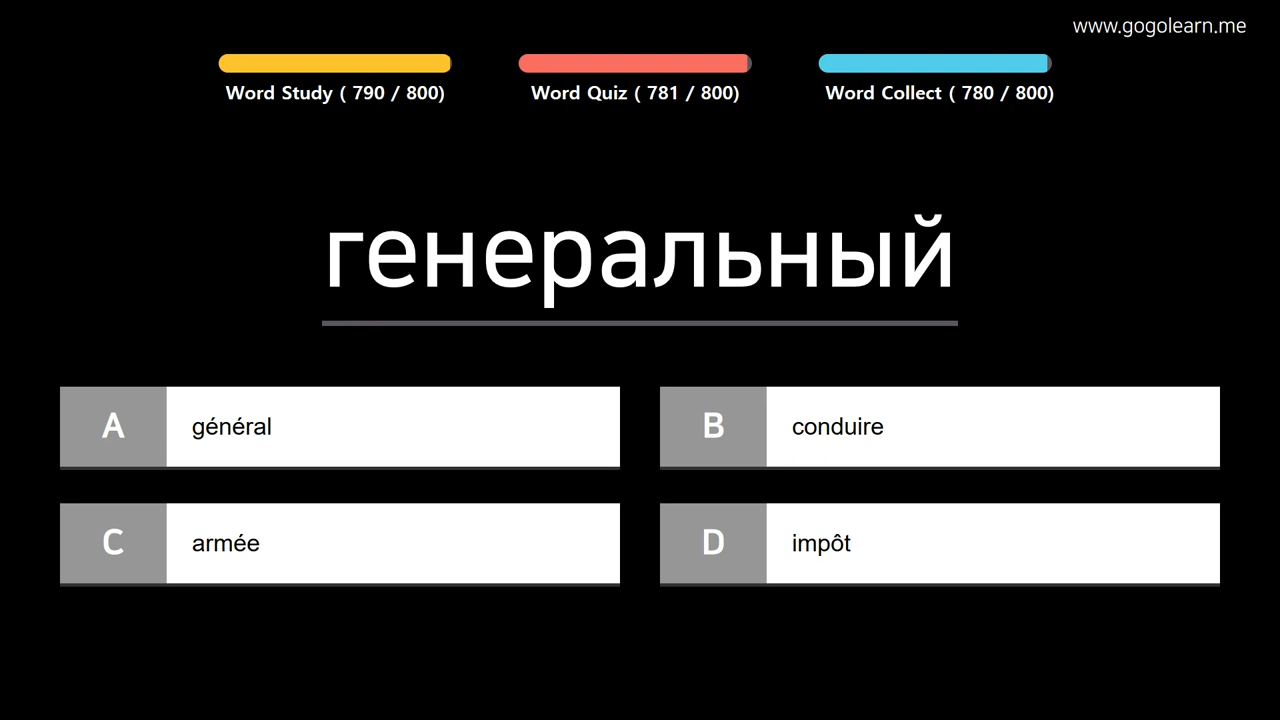 www.gogolearn.me
Word Study ( 790 / 800)
Word Quiz ( 781 / 800)
Word Collect ( 780 / 800)
генеральный
A général
B conduire
C armée
D impôt